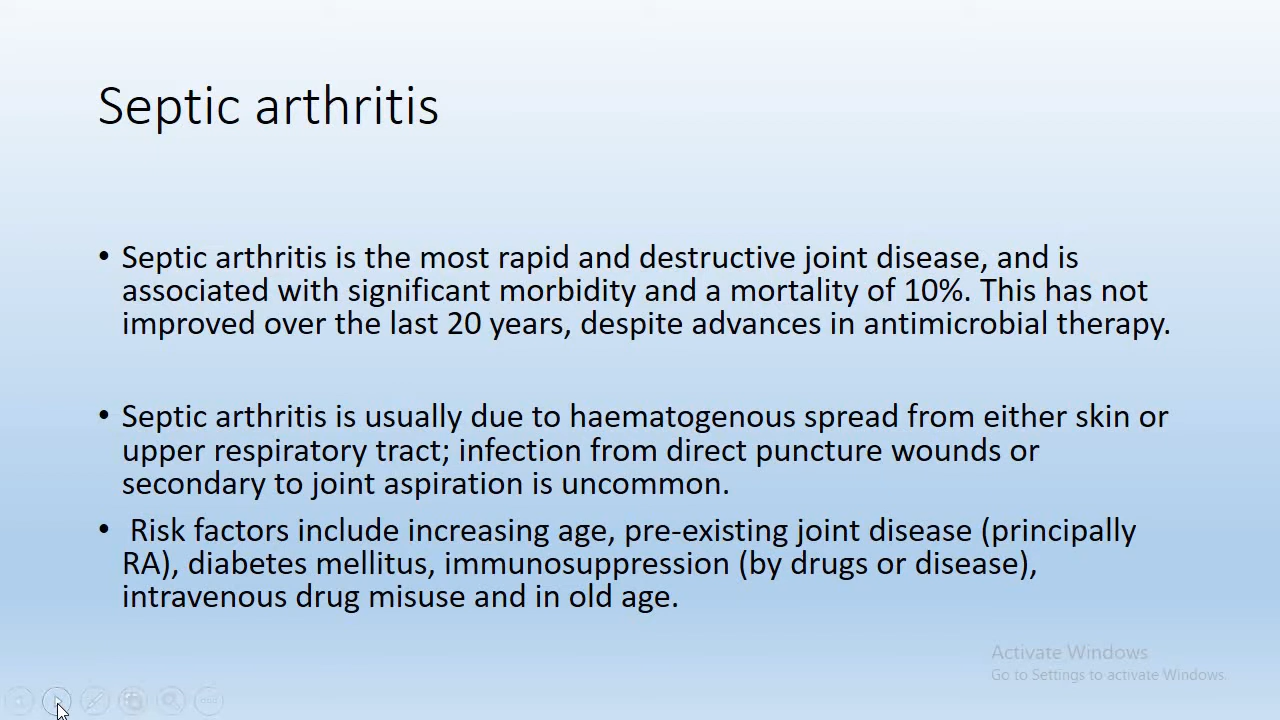 Septic arthritis
• Septic arthritis is the most rapid and destructive joint disease, and is
associated with significant morbidity and a mortality of 10%. This has not
improved over the last 20 years, despite advances in antimicrobial therapy.
• Septic arthritis is usually due to haematogenous spread from either skin or
upper respiratory tract; infection from direct puncture wounds or
secondary to joint aspiration is uncommon.
• Risk factors include increasing age, pre-existing joint disease (principally
RA), diabetes mellitus, immunosuppression (by drugs or disease),
intravenous drug misuse and in old age.
Activate Windows
Go to Settings to activate Windows.